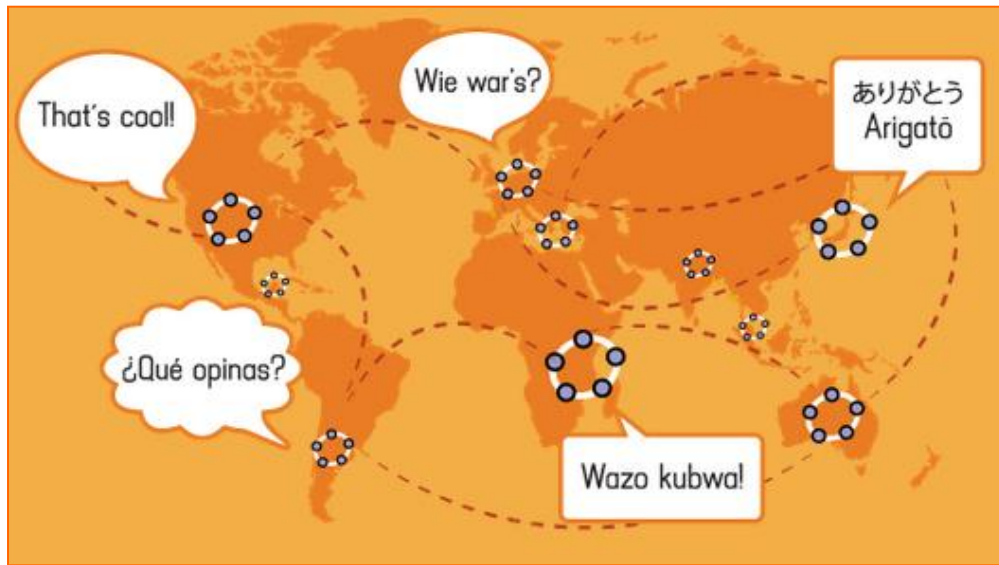 That's cool!
Wie war's?
ありがとう
Arigatō
¿Qué opinas?
Wazo kubwa!